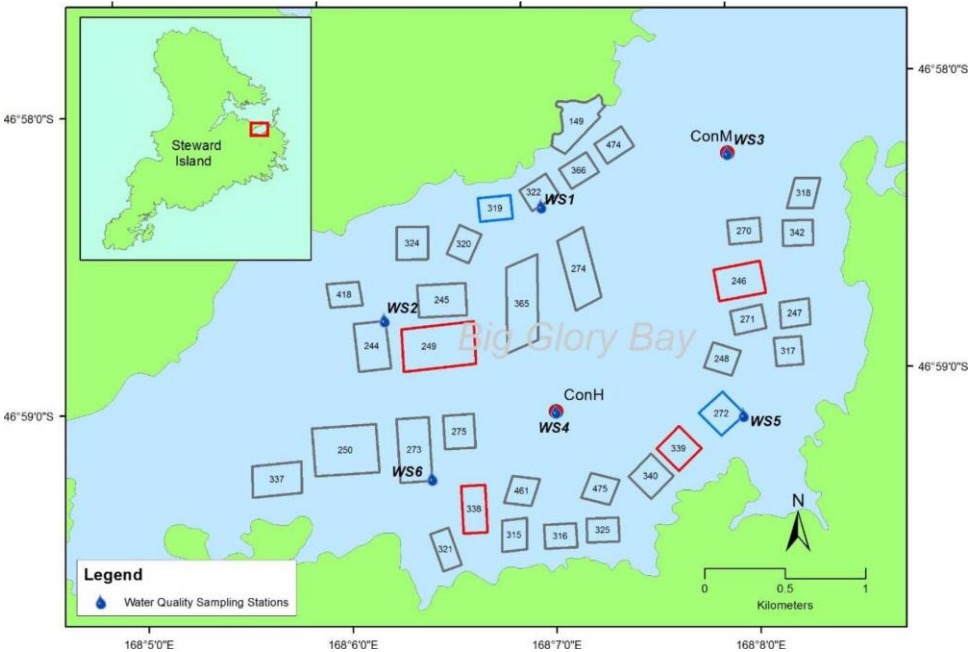 46°58'0"S
46°58'0"S
Steward
Island
149
474
ConM
WS3
366
322
WS1
319
318
324
320
270
342
274
246
418
245
365
WS2
247
271
244
249
Big Glory Bay
248
317
46°59'0"S
46°59'0"S
ConH
WS4
272
WS5
275
250
273
339
337
WS6
340
461
475
338
315
316
325
321
N
Legend
Water Quality Sampling Stations
0 0.5 1
Kilometers
168°5'0"E 168°6'0"E 168°7'0"E 168°8'0"E